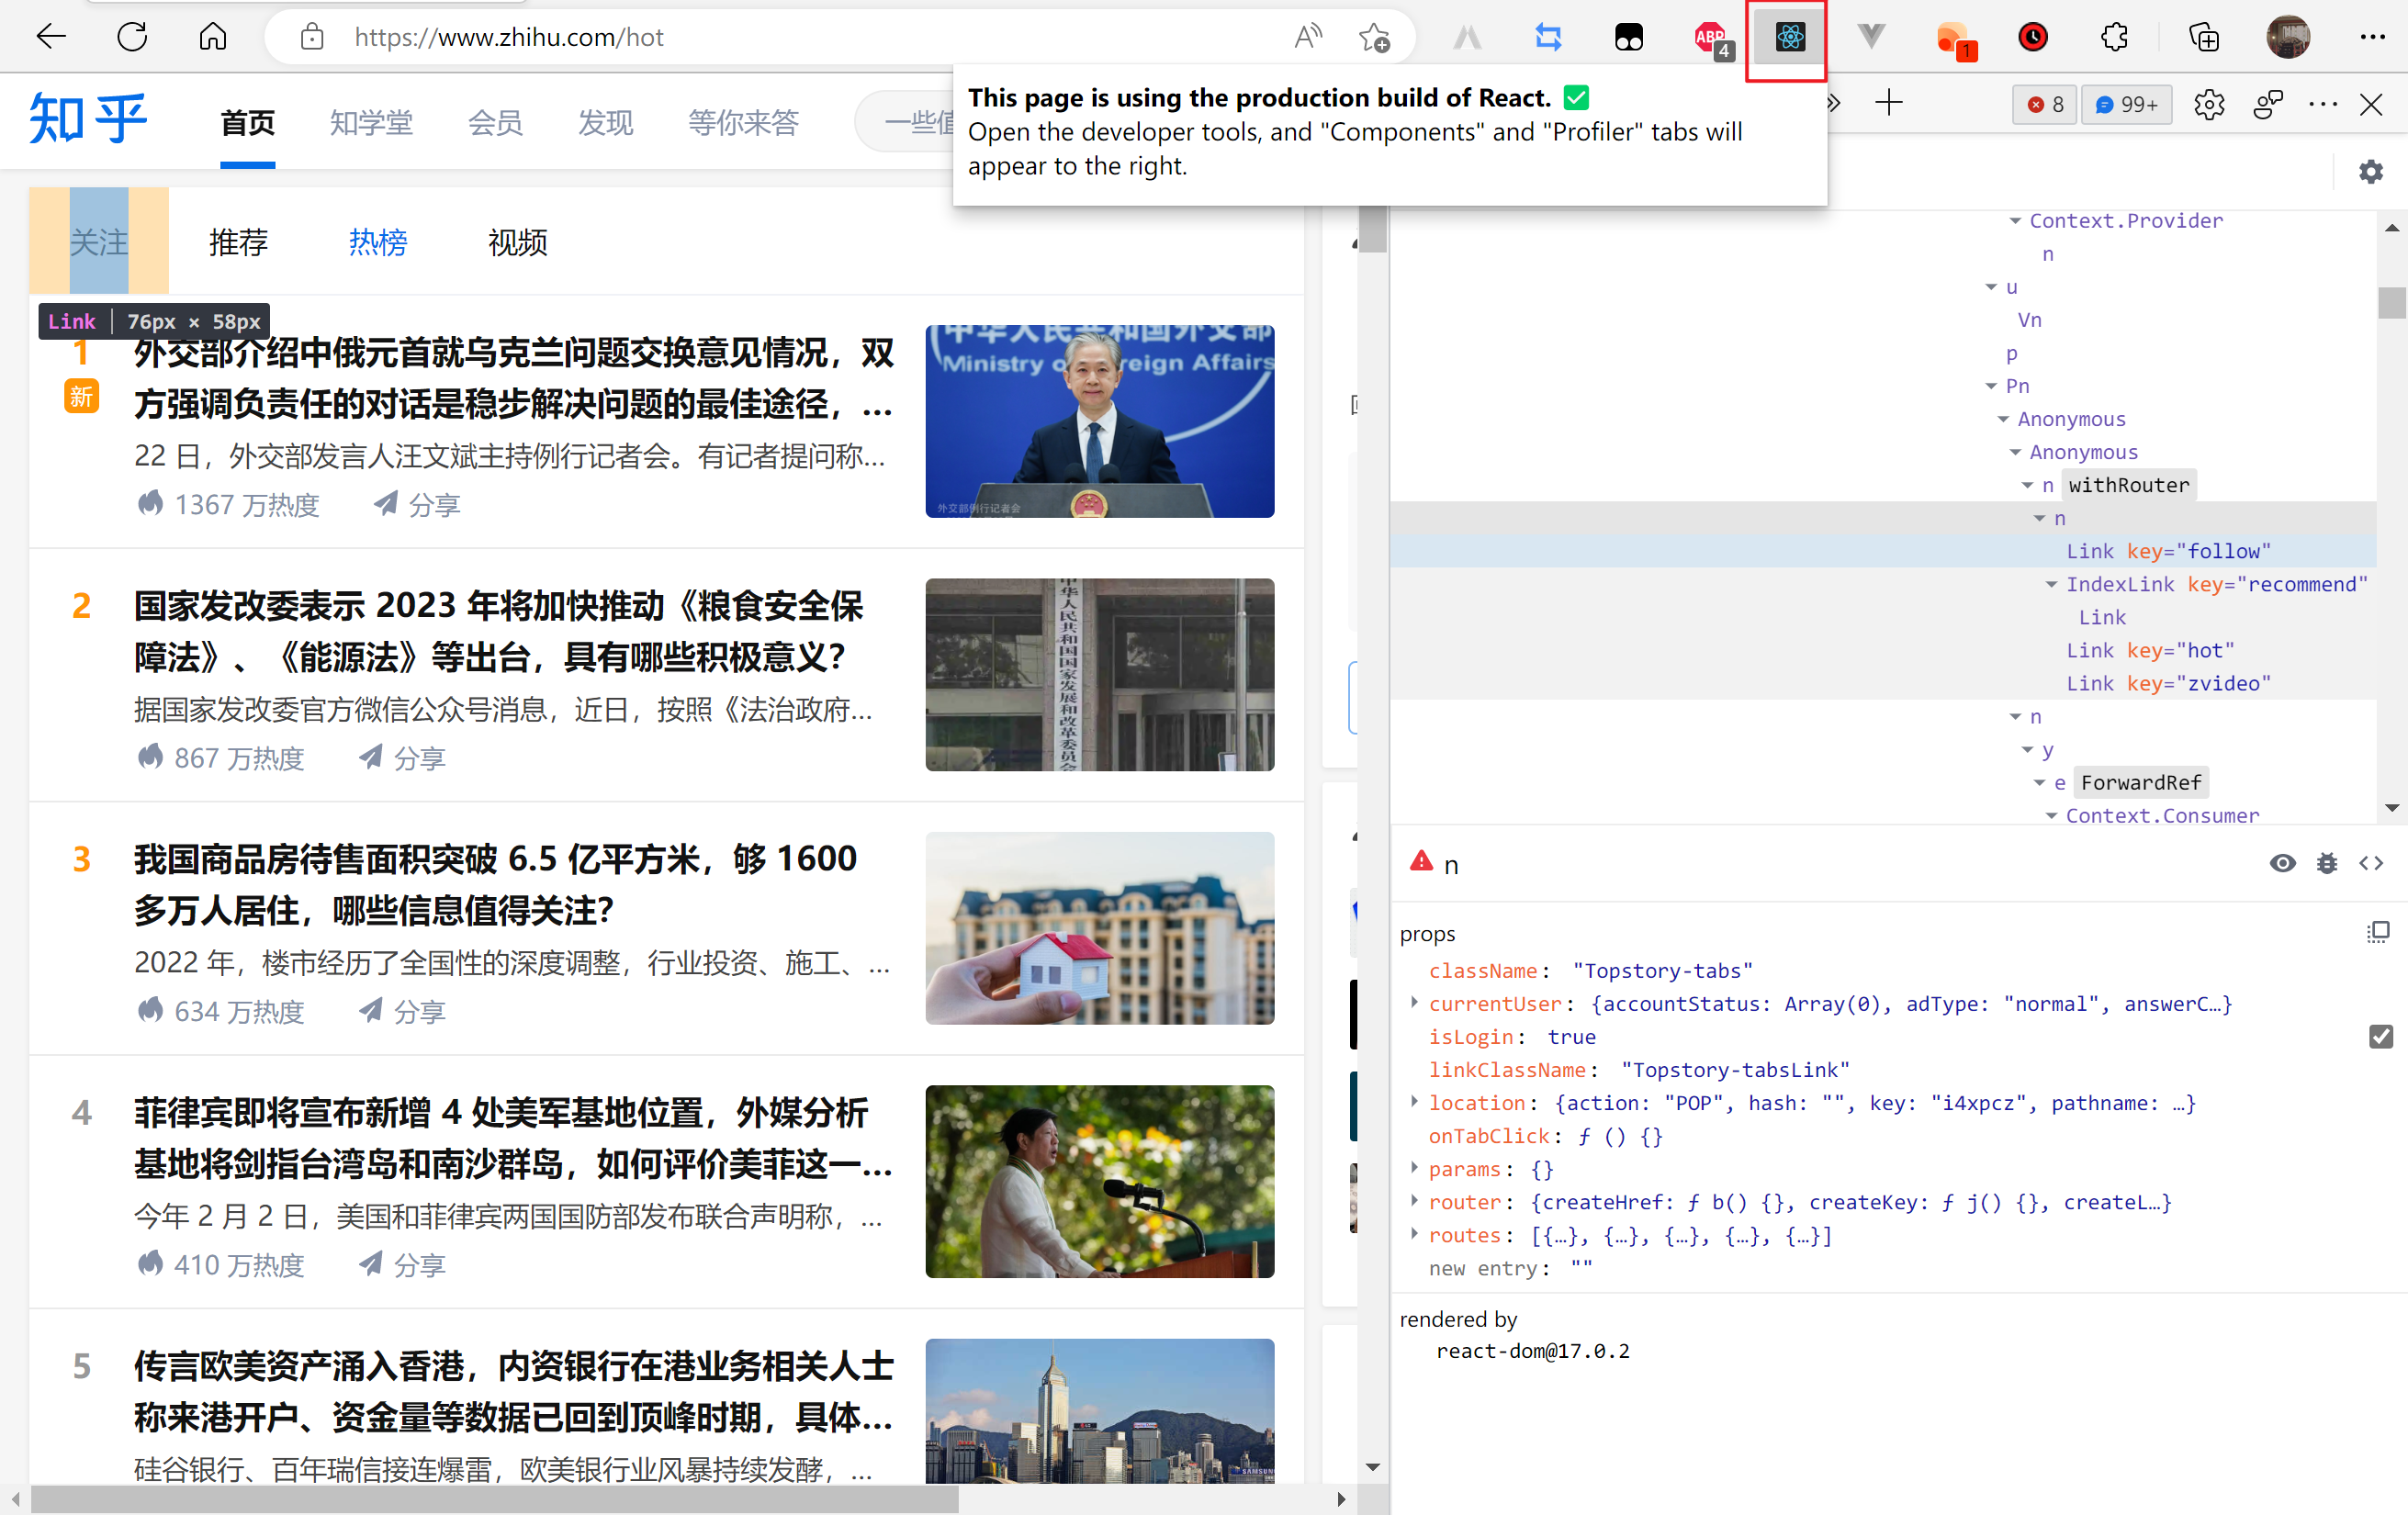 https://www.zhihu.com/hot
ABP
4
1
This page is using the production build of React. ✅
Open the developer tools, and "Components" and "Profiler" tabs will
appear to the right.
8
99+
知乎
首页
知学堂
会员
发现
等你来答
关注
推荐
热榜
视频
Link
76px × 58px
1
新
外交部介绍中俄元首就乌克兰问题交换意见情况，双
方强调负责任的对话是稳步解决问题的最佳途径，...
22 日，外交部发言人汪文斌主持例行记者会。有记者提问称...
1367 万热度
分享
外交部例行记者会
2
国家发改委表示 2023 年将加快推动《粮食安全保
障法》、《能源法》等出台，具有哪些积极意义？
据国家发改委官方微信公众号消息，近日，按照《法治政府...
867 万热度
分享
3
我国商品房待售面积突破 6.5 亿平方米，够 1600
多万人居住，哪些信息值得关注？
2022 年，楼市经历了全国性的深度调整，行业投资、施工、...
634 万热度
分享
4
菲律宾即将宣布新增 4 处美军基地位置，外媒分析
基地将剑指台湾岛和南沙群岛，如何评价美菲这一...
今年 2 月 2 日，美国和菲律宾两国国防部发布联合声明称，...
410 万热度
分享
5
传言欧美资产涌入香港，内资银行在港业务相关人士
称来港开户、资金量等数据已回到顶峰时期，具体...
硅谷银行、百年瑞信接连爆雷，欧美银行业风暴持续发酵，...
Context.Provider
n
u
Vn
p
Pn
Anonymous
Anonymous
n withRouter
n
Link key="follow"
IndexLink key="recommend"
Link
Link key="hot"
Link key="zvideo"
n
y
e ForwardRef
Context.Consumer
n
props
className: "Topstory-tabs"
currentUser: {accountStatus: Array(0), adType: "normal", answerC…}
isLogin: true
linkClassName: "Topstory-tabsLink"
location: {action: "POP", hash: "", key: "i4xpcz", pathname: …}
onTabClick: ƒ () {}
params: {}
router: {createHref: ƒ b() {}, createKey: ƒ j() {}, createL…}
routes: [{…}, {…}, {…}, {…}, {…}]
new entry: ""
rendered by
react-dom@17.0.2